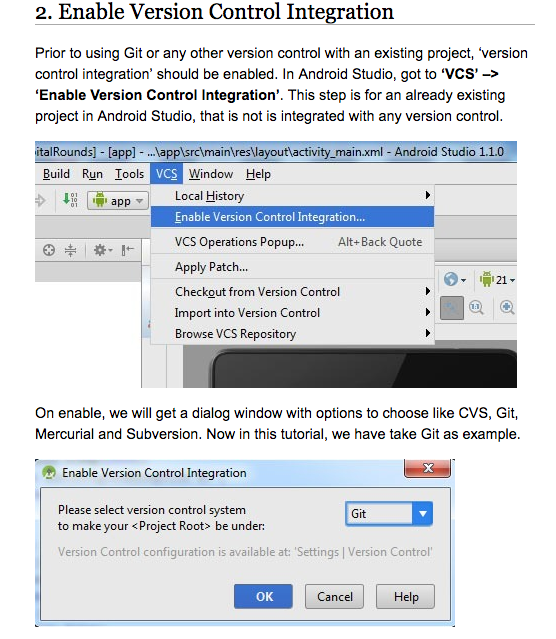 2. Enable Version Control Integration
Prior to using Git or any other version control with an existing project, ‘version
control integration’ should be enabled. In Android Studio, got to ‘VCS’ –>
‘Enable Version Control Integration’. This step is for an already existing
project in Android Studio, that is not is integrated with any version control.
italRounds] - [app] - ...\app\src\main\res\layout\activity_main.xml - Android Studio 1.1.0
Build Run Tools VCS Window Help
app
Local History
Enable Version Control Integration...
VCS Operations Popup... Alt+Back Quote
Apply Patch...
Checkout from Version Control
21
Import into Version Control
1:1
Browse VCS Repository
On enable, we will get a dialog window with options to choose like CVS, Git,
Mercurial and Subversion. Now in this tutorial, we have take Git as example.
Enable Version Control Integration
Please select version control system
to make your <Project Root> be under:
Git
Version Control configuration is available at: 'Settings | Version Control'
OK Cancel Help